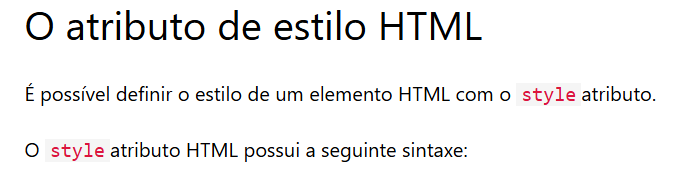 O atributo de estilo HTML
É possível definir o estilo de um elemento HTML com o style atributo.
O style atributo HTML possui a seguinte sintaxe: